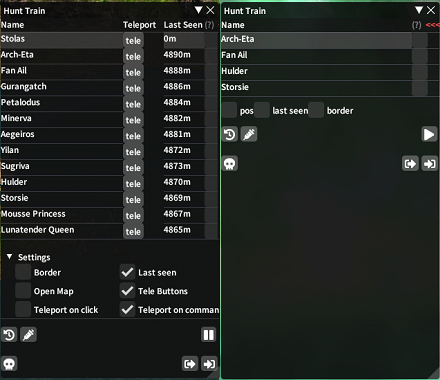 Hunt Train
Name Teleport Last Seen (?)
Stolas tele 0m
Arch-Eta tele 4890m
Fan Ail tele 4888m
Gurangatch tele 4886m
Petalodus tele 4884m
Minerva tele 4882m
Aegeiros tele 4881m
Yilan tele 4872m
Sugriva tele 4873m
Hulder tele 4870m
Storsie tele 4869m
Mousse Princess tele 4867m
Lunatender Queen tele 4865m
Settings
Border Last seen
Open Map Tele Buttons
Teleport on click Teleport on comman
Hunt Train
Name (?) <<<
Arch-Eta
Fan Ail
Hulder
Storsie
pos last seen border